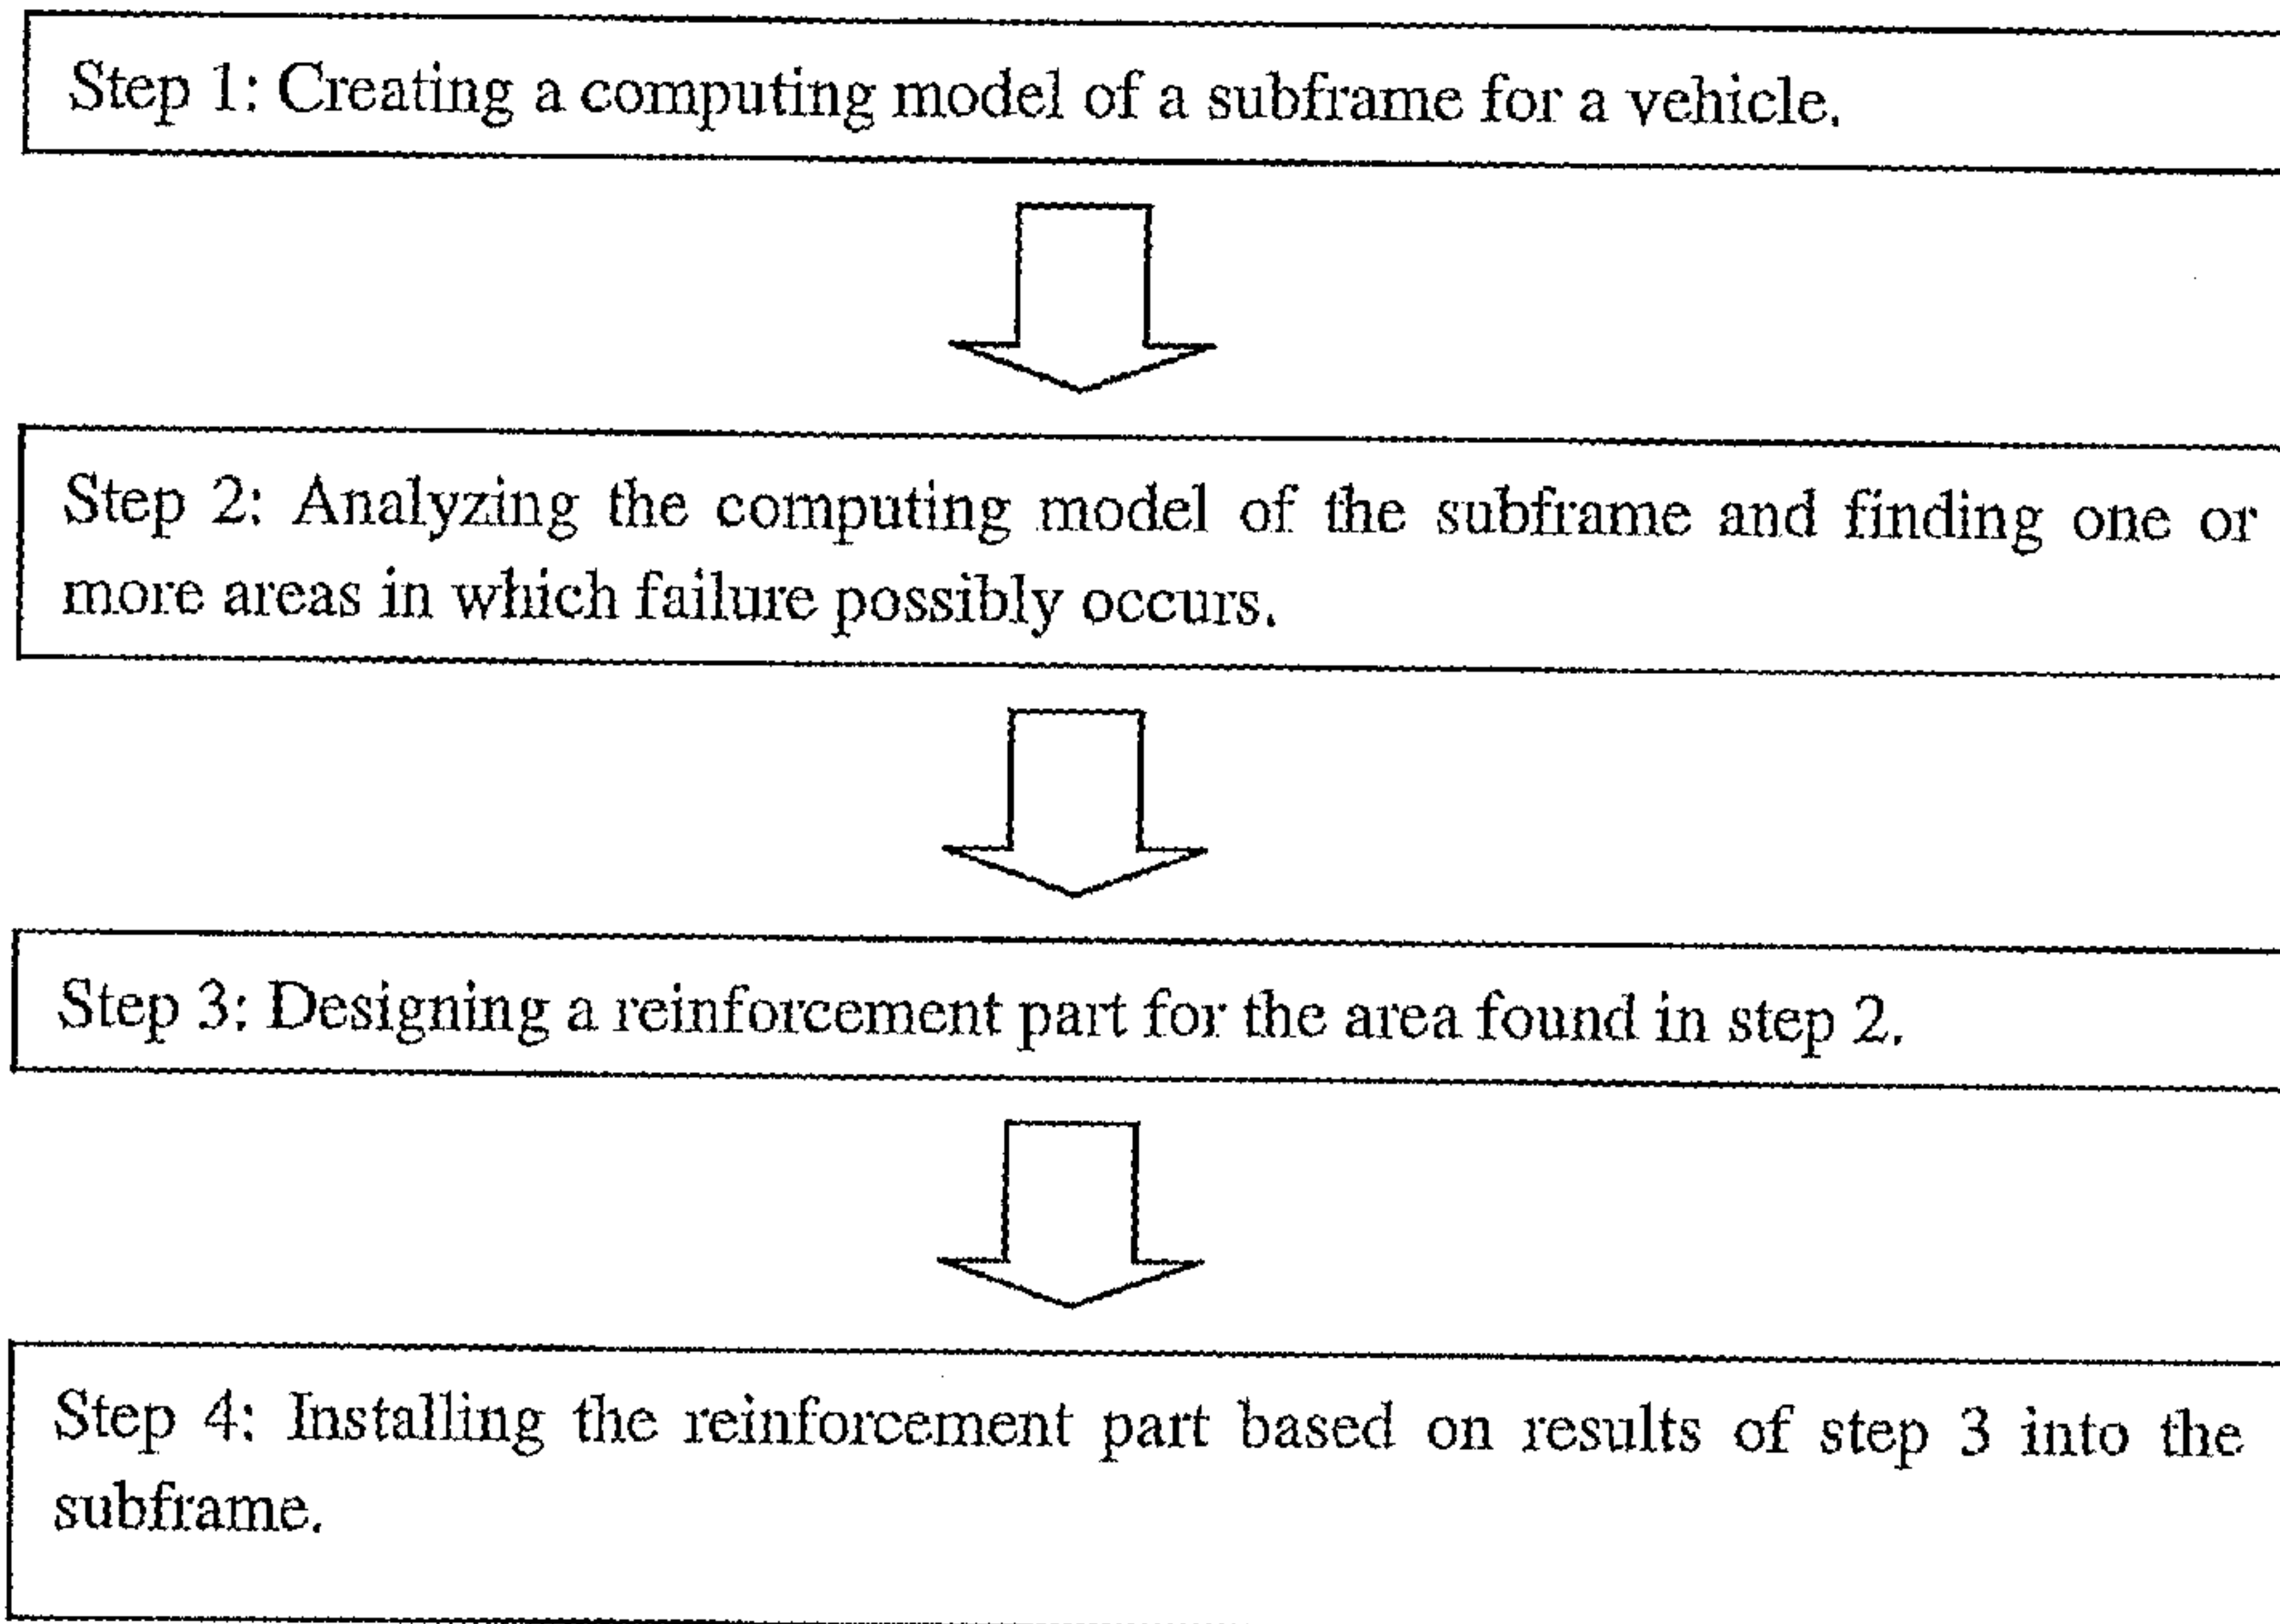 Step 1: Creating a computing model of a subframe for a vehicle.
Step 2: Analyzing the computing model of the subframe and finding one or
more areas in which failure possibly occurs.
Step 3: Designing a reinforcement part for the area found in step 2.
Step 4: Installing the reinforcement part based on results of step 3 into the
subframe.